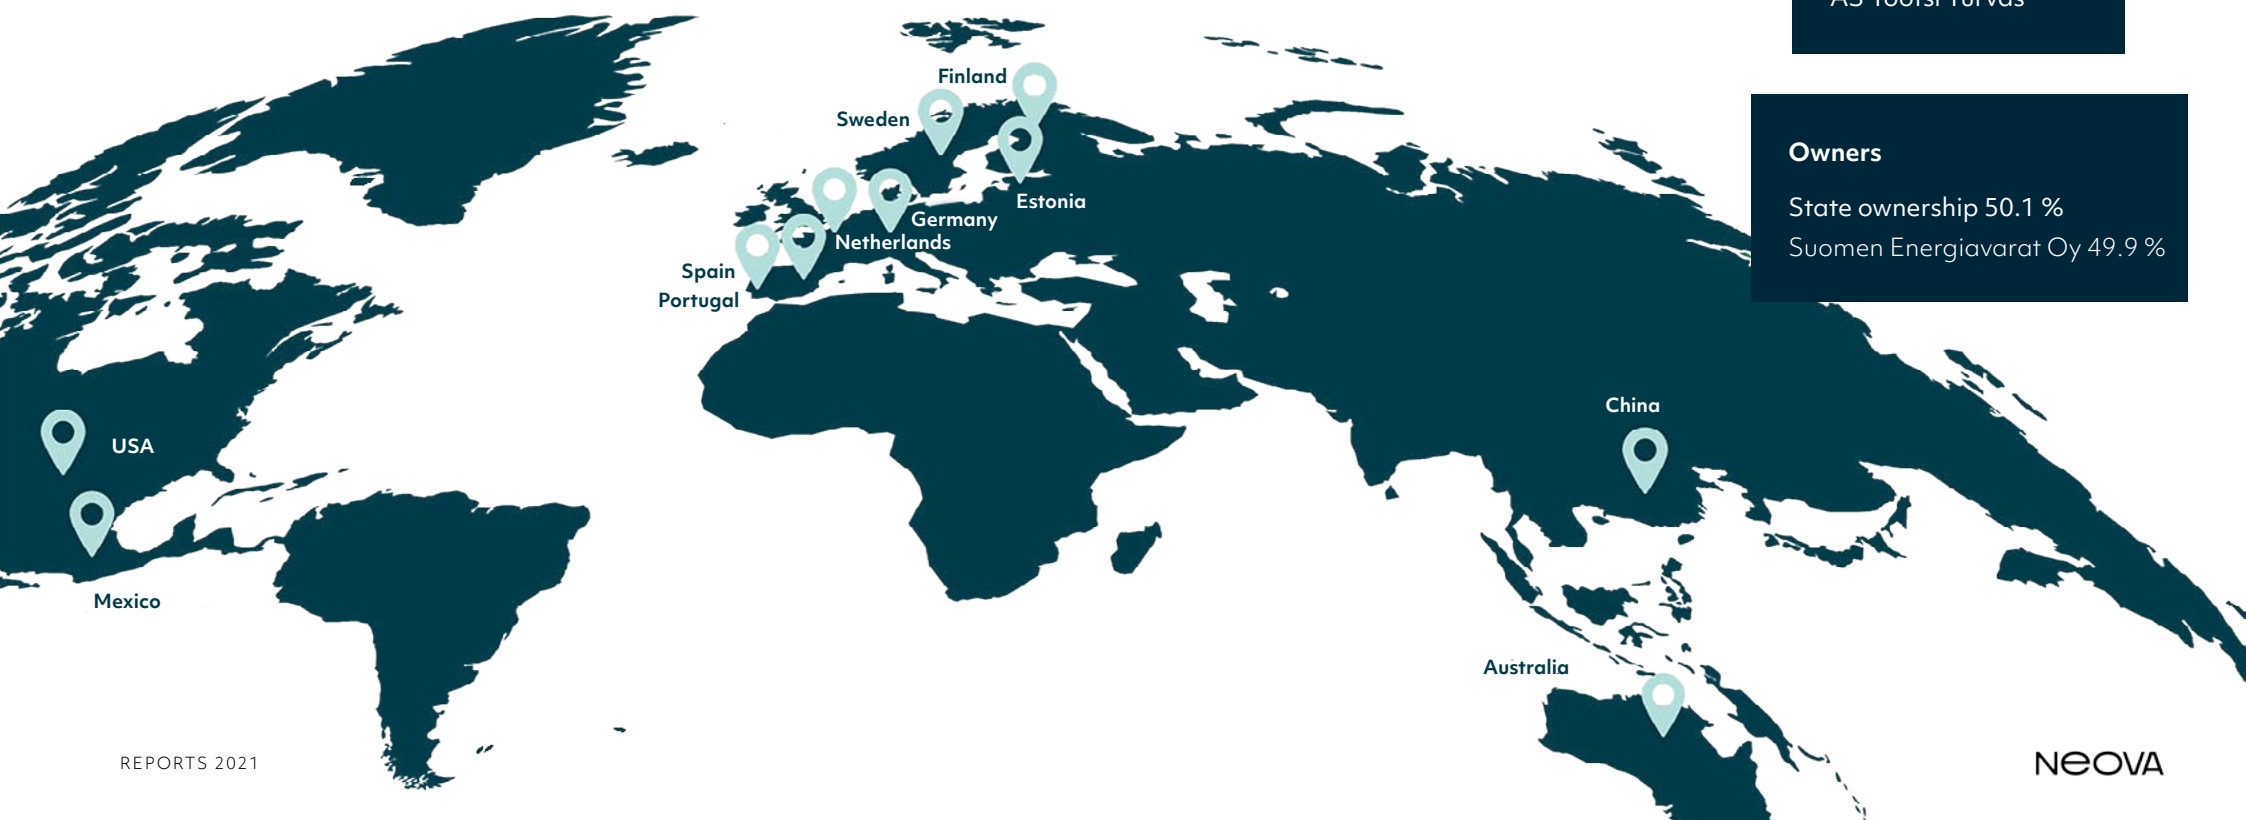 Finland
Sweden
Estonia
Germany
Netherlands
Spain
Portugal
USA
Mexico
China
Australia
Owners
State ownership 50.1 %
Suomen Energiavarat Oy 49.9 %
REPORTS 2021
NEOVA